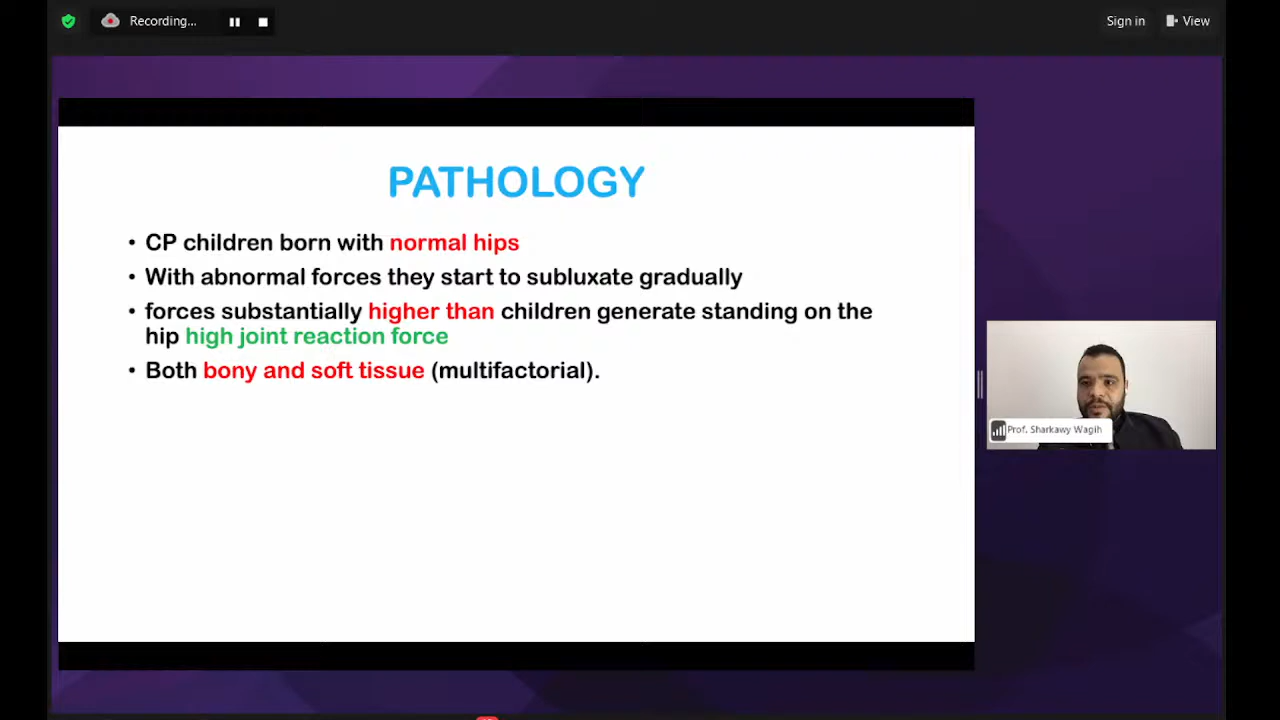 Recording...
Sign in
View
PATHOLOGY
• CP children born with normal hips
• With abnormal forces they start to subluxate gradually
• forces substantially higher than children generate standing on the
hip high joint reaction force
• Both bony and soft tissue (multifactorial).
Prof. Sharkawy Wagih